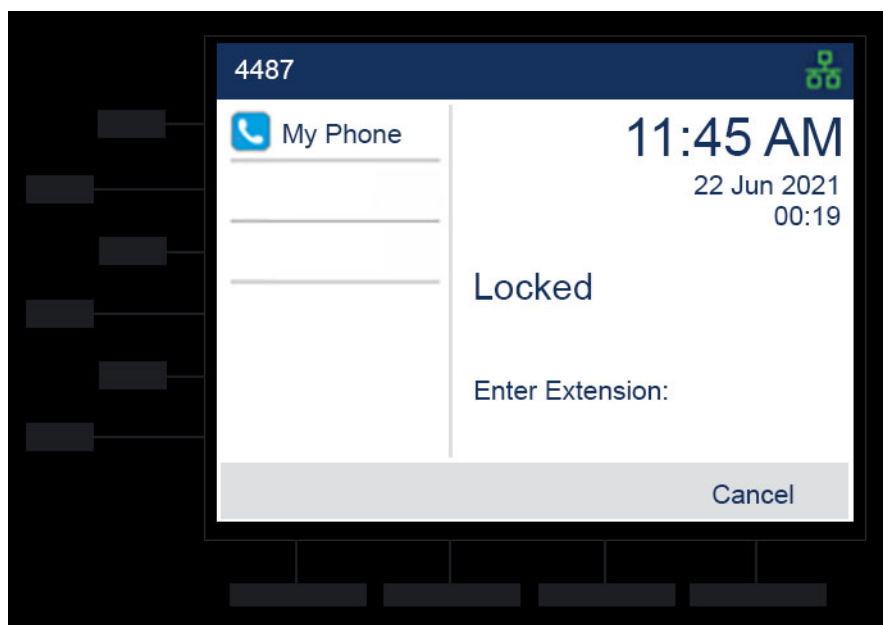 4487
My Phone
11:45 AM
22 Jun 2021
00:19
Locked
Enter Extension:
Cancel